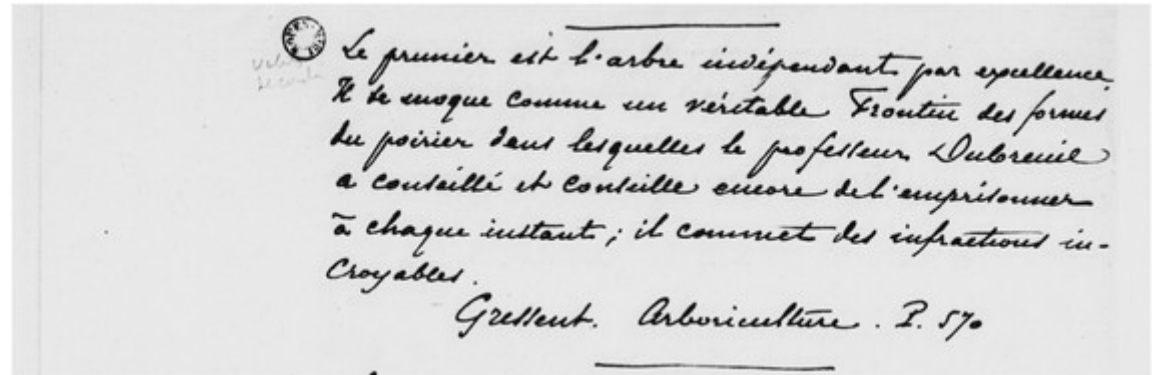 Le prunier est l'arbre indépendant par excellence
Il se moque comme un véritable Frontin des formes
du poirier dans lesquelles le professeur Dubreuil
a conseillé et conseille encore de l'emprisonner
à chaque instant ; il commet des infractions in-
croyables.
Gressent. Arboriculture. P. 570